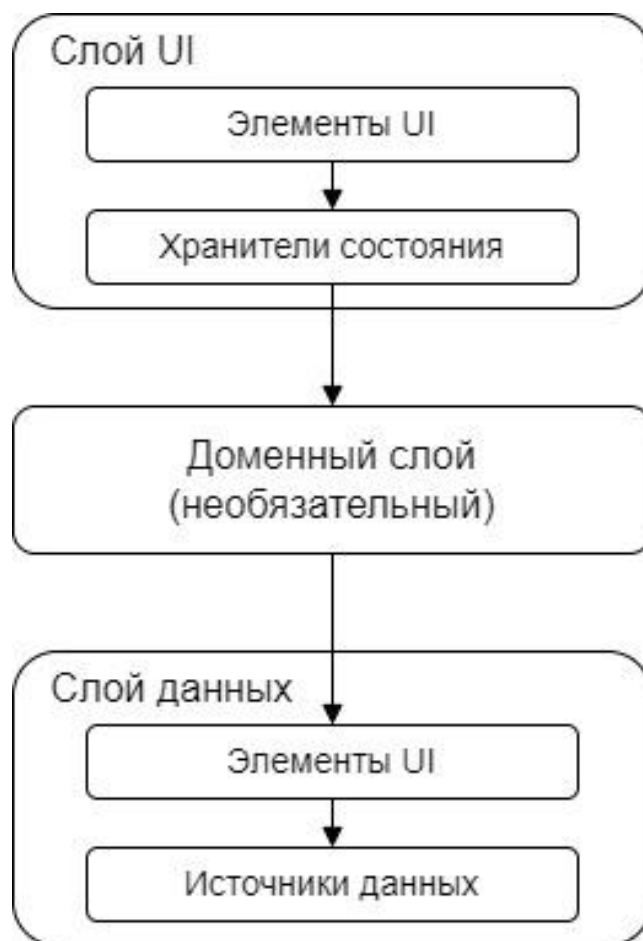 Слой UI
Элементы UI
Хранители состояния
Доменный слой
(необязательный)
Слой данных
Элементы UI
Источники данных